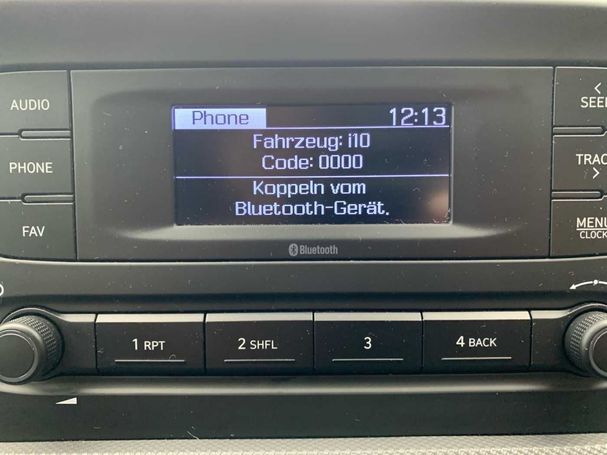 AUDIO
PHONE
FAV
Phone 12:13
Fahrzeug: i10
Code: 0000
Koppeln vom
Bluetooth-Gerät.
Bluetooth
SEEK
TRACK
MENU
CLOCK
1 RPT
2 SHFL
3
4 BACK